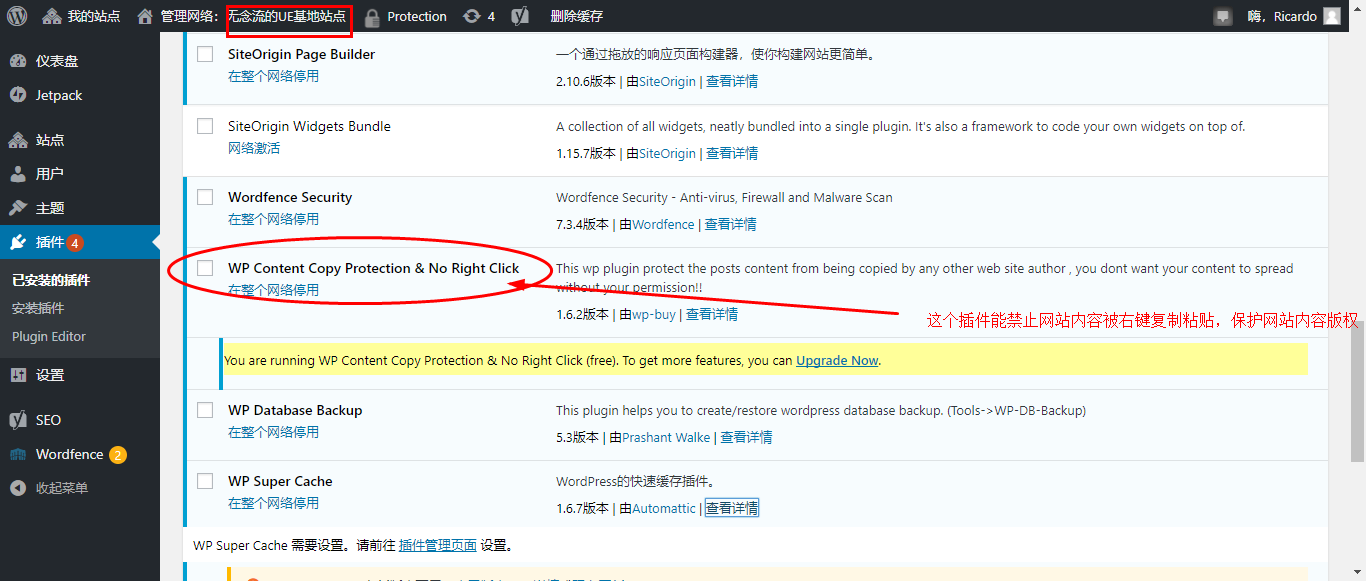 我的站点 管理网络: 无念流的UE基地站点 Protection 4 删除缓存 嗨，Ricardo
仪表盘
Jetpack
站点
用户
主题
插件 4
已安装的插件
安装插件
Plugin Editor
设置
SEO
Wordfence 2
收起菜单
SiteOrigin Page Builder 一个通过拖放的响应页面构建器，使你构建网站更简单。
在整个网络停用 2.10.6版本 | 由SiteOrigin | 查看详情
SiteOrigin Widgets Bundle A collection of all widgets, neatly bundled into a single plugin. It's also a framework to code your own widgets on top of.
网络激活 1.15.7版本 | 由SiteOrigin | 查看详情
Wordfence Security Wordfence Security - Anti-virus, Firewall and Malware Scan
在整个网络停用 7.3.4版本 | 由Wordfence | 查看详情
WP Content Copy Protection & No Right Click This wp plugin protect the posts content from being copied by any other web site author , you dont want your content to spread
在整个网络停用 without your permission!!
1.6.2版本 | 由wp-buy | 查看详情
这个插件能禁止网站内容被右键复制粘贴，保护网站内容版权
You are running WP Content Copy Protection & No Right Click (free). To get more features, you can Upgrade Now.
WP Database Backup This plugin helps you to create/restore wordpress database backup. (Tools->WP-DB-Backup)
在整个网络停用 5.3版本 | 由Prashant Walke | 查看详情
WP Super Cache WordPress的快速缓存插件。
在整个网络停用 1.6.7版本 | 由Automattic | 查看详情
WP Super Cache 需要设置。请前往 插件管理页面 设置。